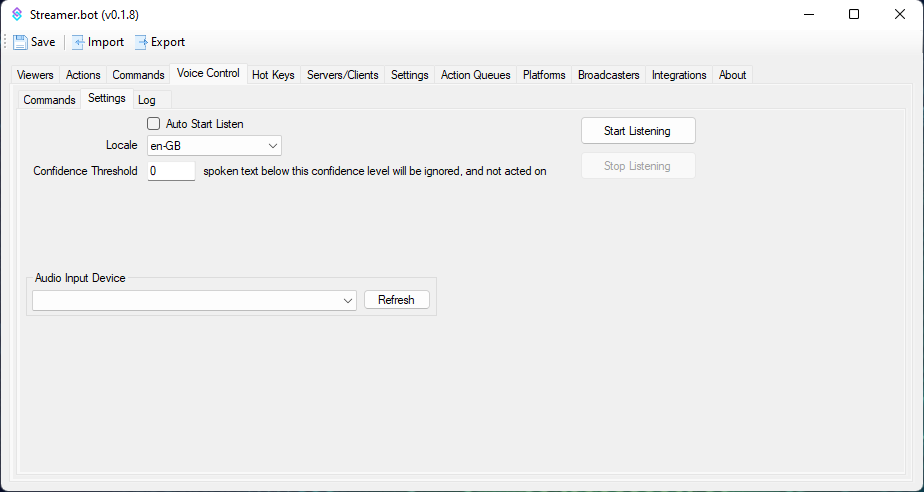 Streamer.bot (v0.1.8)
Save Import Export
Viewers Actions Commands Voice Control Hot Keys Servers/Clients Settings Action Queues Platforms Broadcasters Integrations About
Commands Settings Log
Auto Start Listen
Start Listening
Locale en-GB
Confidence Threshold 0 spoken text below this confidence level will be ignored, and not acted on
Stop Listening
Audio Input Device
Refresh